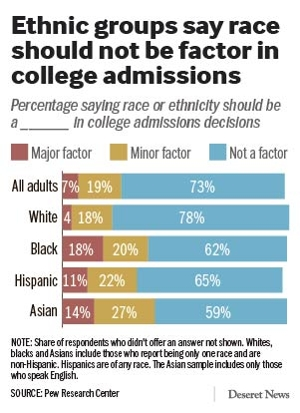 Ethnic groups say race
should not be factor in
college admissions
Percentage saying race or ethnicity should be
a ______ in college admissions decisions
Major factor Minor factor Not a factor
All adults 7% 19% 73%
White 4 18% 78%
Black 18% 20% 62%
Hispanic 11% 22% 65%
Asian 14% 27% 59%
NOTE: Share of respondents who didn't offer an answer not shown. Whites,
blacks and Asians include those who report being only one race and are
non-Hispanic. Hispanics are of any race. The Asian sample includes only those
who speak English.
SOURCE: Pew Research Center
Deseret News